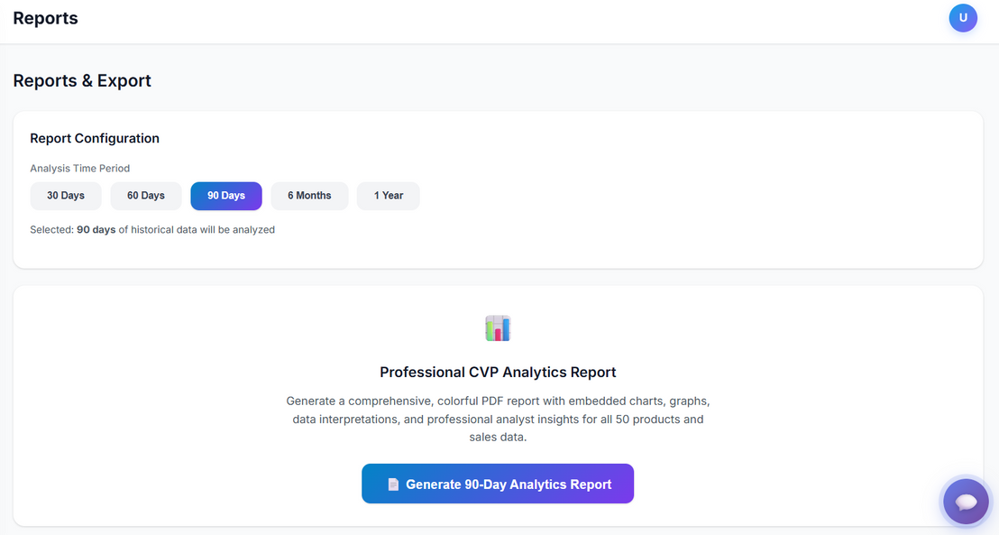 Reports
U
Reports & Export
Report Configuration
Analysis Time Period
30 Days
60 Days
90 Days
6 Months
1 Year
Selected: 90 days of historical data will be analyzed
Professional CVP Analytics Report
Generate a comprehensive, colorful PDF report with embedded charts, graphs,
data interpretations, and professional analyst insights for all 50 products and
sales data.
Generate 90-Day Analytics Report